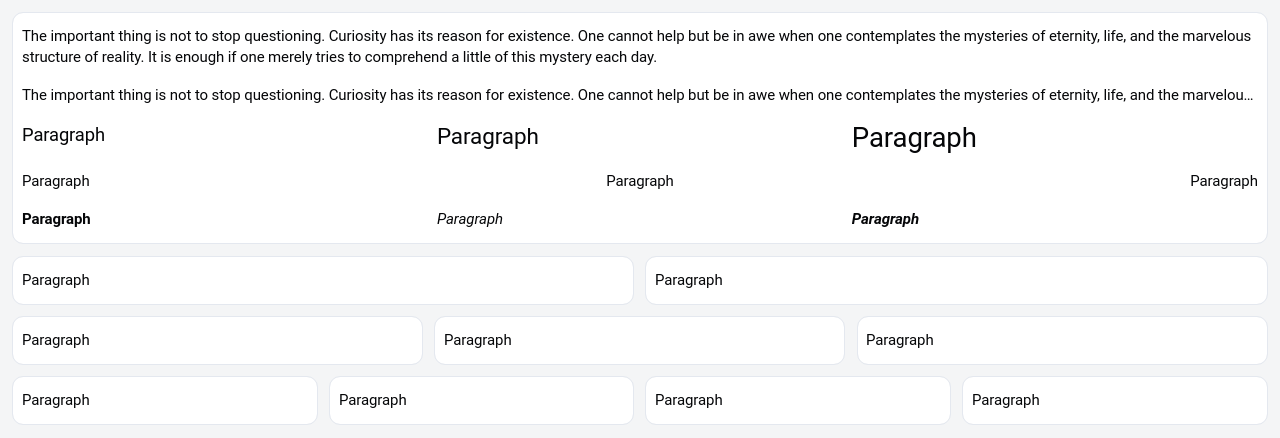 The important thing is not to stop questioning. Curiosity has its reason for existence. One cannot help but be in awe when one contemplates the mysteries of eternity, life, and the marvelous
structure of reality. It is enough if one merely tries to comprehend a little of this mystery each day.
The important thing is not to stop questioning. Curiosity has its reason for existence. One cannot help but be in awe when one contemplates the mysteries of eternity, life, and the marvelou…
Paragraph Paragraph Paragraph
Paragraph Paragraph Paragraph
Paragraph Paragraph Paragraph
Paragraph Paragraph
Paragraph Paragraph Paragraph
Paragraph Paragraph Paragraph Paragraph